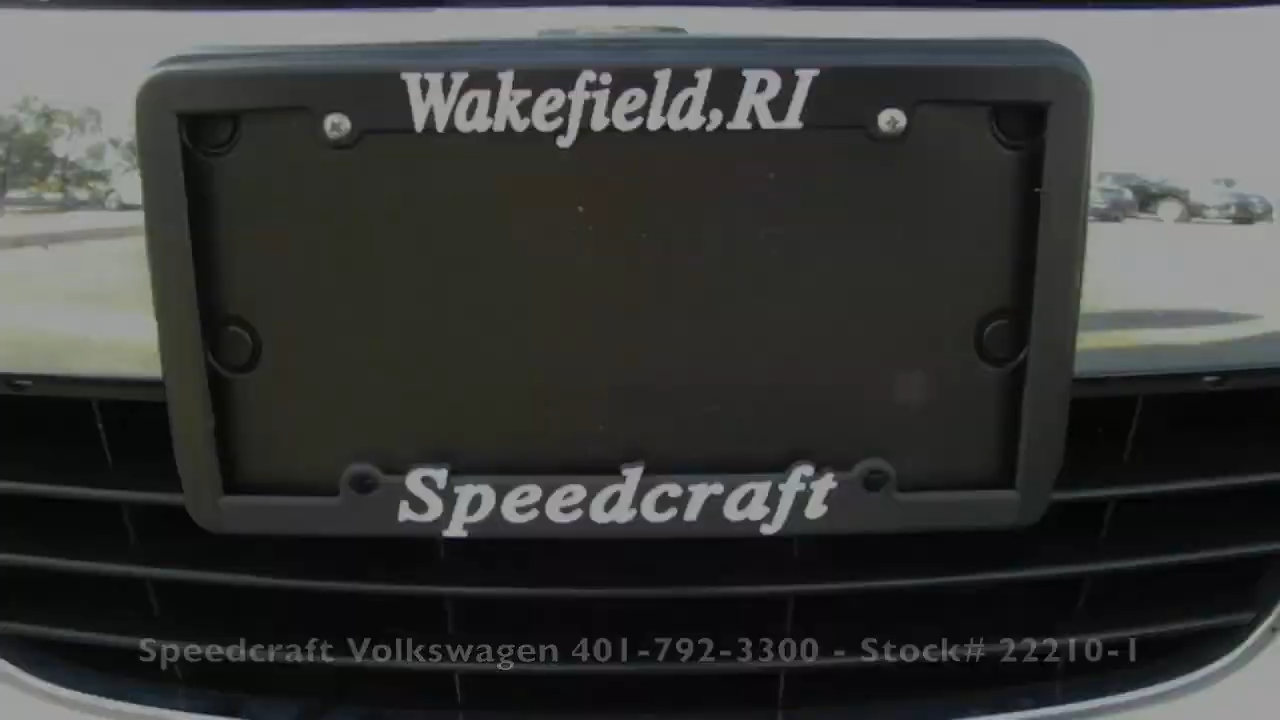 Wakefield,RI
Speedcraft
Speedcraft Volkswagen 401-792-3300 - Stock# 22210-1